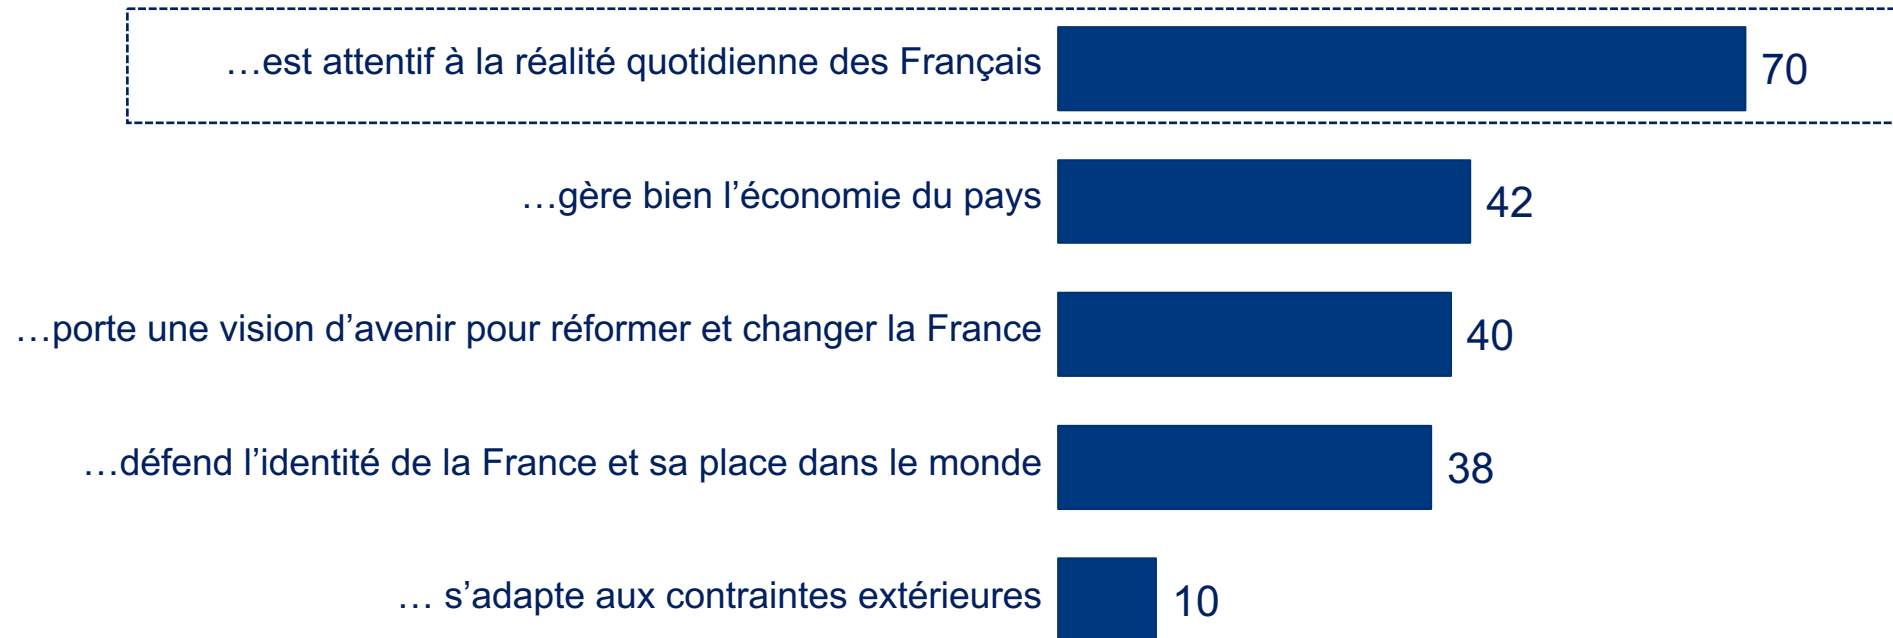 …est attentif à la réalité quotidienne des Français 70
…gère bien l’économie du pays 42
…porte une vision d’avenir pour réformer et changer la France 40
…défend l’identité de la France et sa place dans le monde 38
… s’adapte aux contraintes extérieures 10